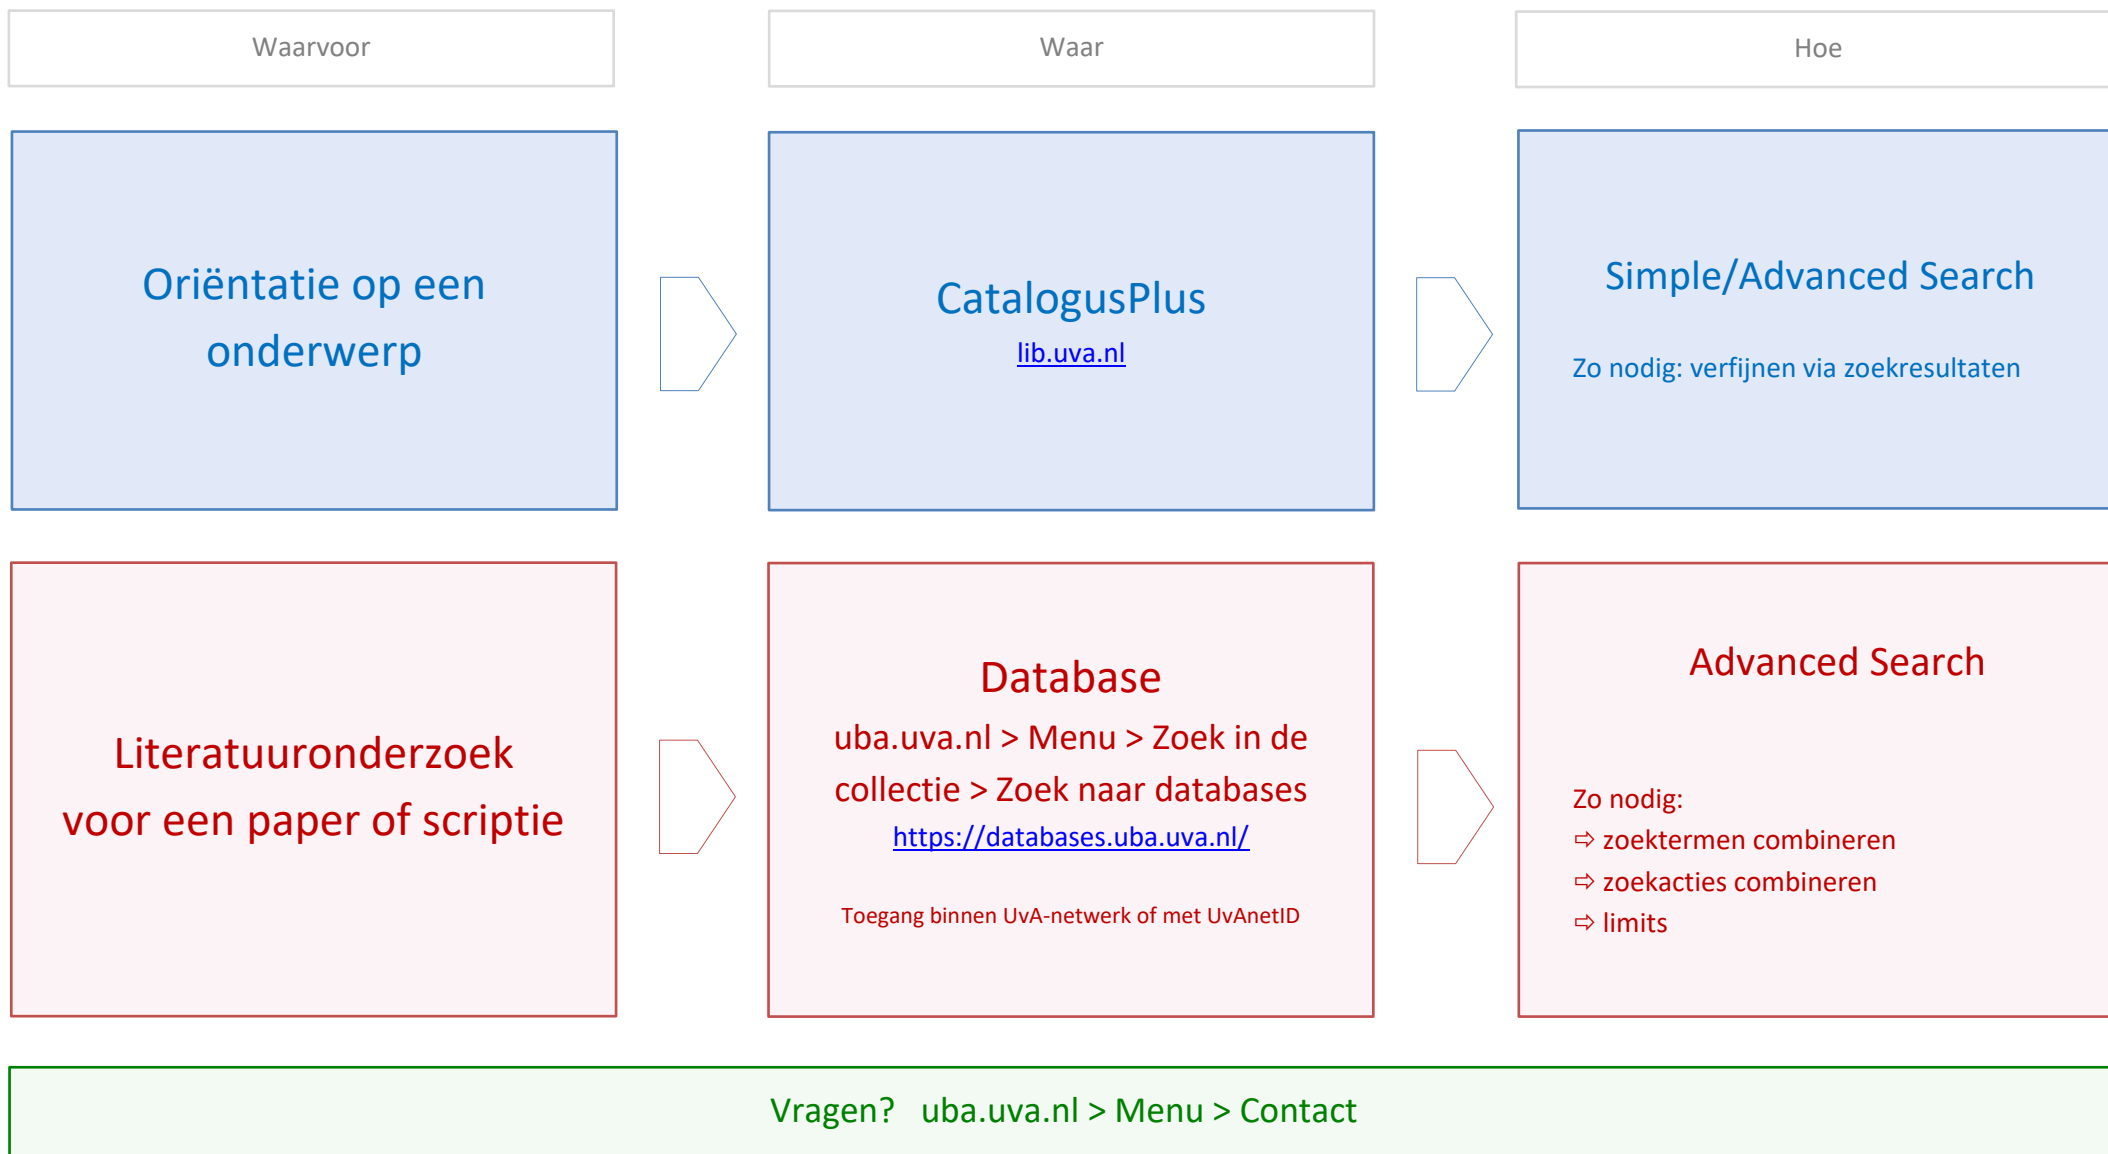 Waarvoor
Waar
Hoe
Oriëntatie op een
onderwerp
CatalogusPlus
lib.uva.nl
Simple/Advanced Search
Zo nodig: verfijnen via zoekresultaten
Literatuuronderzoek
voor een paper of scriptie
Database
uba.uva.nl > Menu > Zoek in de
collectie > Zoek naar databases
https://databases.uba.uva.nl/
Toegang binnen UvA-netwerk of met UvAnetID
Advanced Search
Zo nodig:
⇨ zoektermen combineren
⇨ zoekacties combineren
⇨ limits
Vragen? uba.uva.nl > Menu > Contact